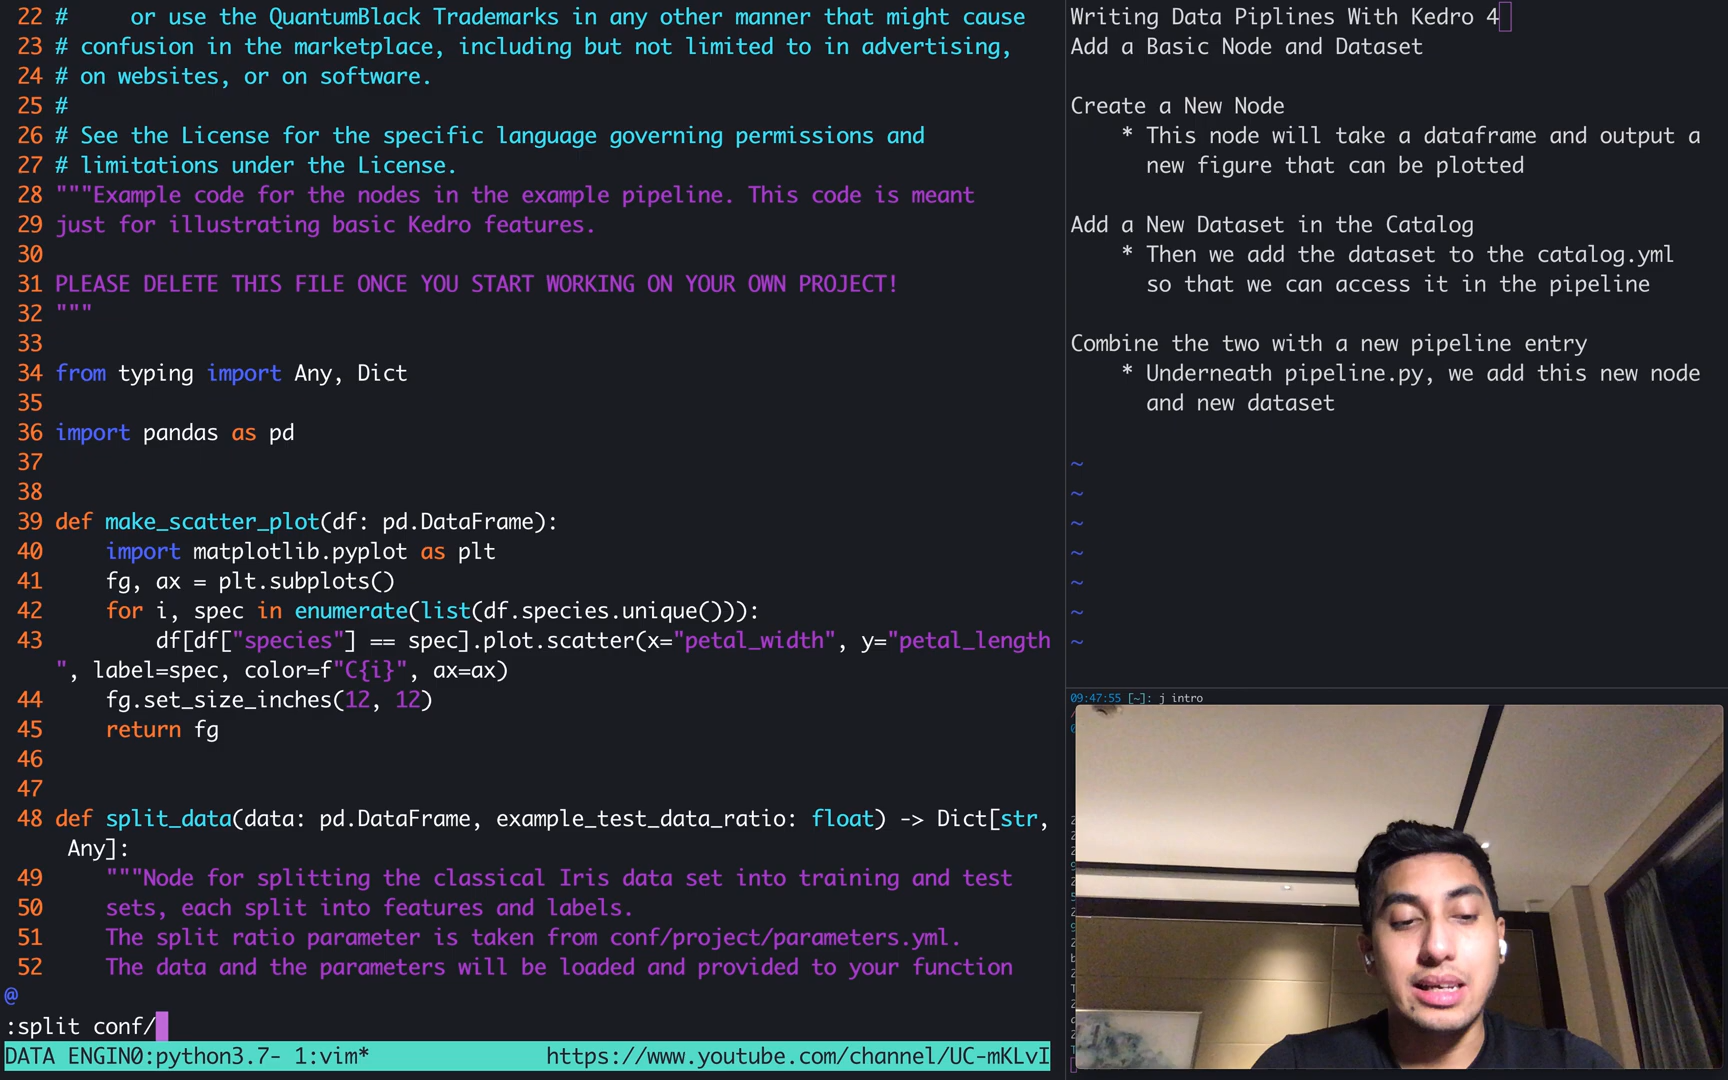 22 #     or use the QuantumBlack Trademarks in any other manner that might cause
23 # confusion in the marketplace, including but not limited to in advertising,
24 # on websites, or on software.
25 #
26 # See the License for the specific language governing permissions and
27 # limitations under the License.
28 """Example code for the nodes in the example pipeline. This code is meant
29 just for illustrating basic Kedro features.
30
31 PLEASE DELETE THIS FILE ONCE YOU START WORKING ON YOUR OWN PROJECT!
32 """
33
34 from typing import Any, Dict
35
36 import pandas as pd
37
38
39 def make_scatter_plot(df: pd.DataFrame):
40     import matplotlib.pyplot as plt
41     fg, ax = plt.subplots()
42     for i, spec in enumerate(list(df.species.unique())):
43         df[df["species"] == spec].plot.scatter(x="petal_width", y="petal_length
", label=spec, color=f"C{i}", ax=ax)
44     fg.set_size_inches(12, 12)
45     return fg
46
47
48 def split_data(data: pd.DataFrame, example_test_data_ratio: float) -> Dict[str,
Any]:
49     """Node for splitting the classical Iris data set into training and test
50     sets, each split into features and labels.
51     The split ratio parameter is taken from conf/project/parameters.yml.
52     The data and the parameters will be loaded and provided to your function
@
:split conf/
DATA ENGIN0:python3.7- 1:vim* https://www.youtube.com/channel/UC-mKLvI
Writing Data Piplines With Kedro 4
Add a Basic Node and Dataset
Create a New Node
* This node will take a dataframe and output a
new figure that can be plotted
Add a New Dataset in the Catalog
* Then we add the dataset to the catalog.yml
so that we can access it in the pipeline
Combine the two with a new pipeline entry
* Underneath pipeline.py, we add this new node
and new dataset
~
~
~
~
~
~
~
09:47:55 [~]: j intro